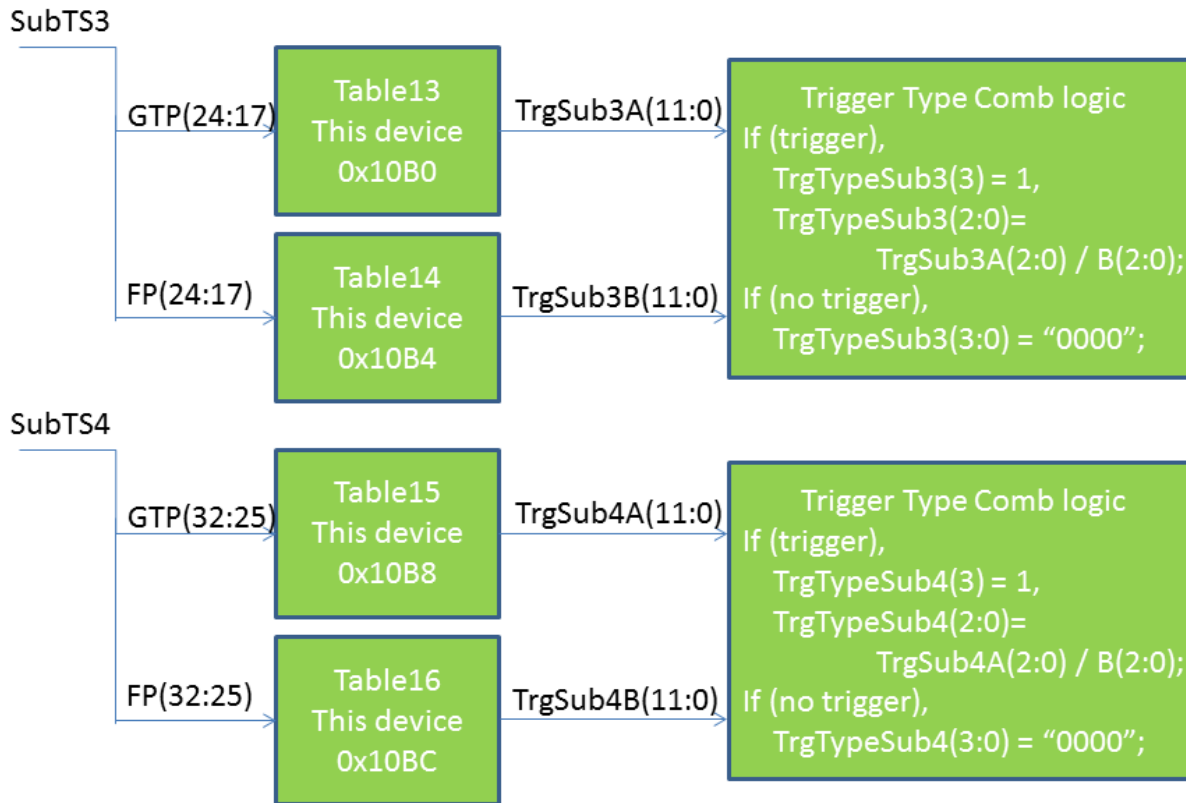 SubTS3
GTP(24:17)
Table13
This device
0x10B0
TrgSub3A(11:0)
FP(24:17)
Table14
This device
0x10B4
TrgSub3B(11:0)
Trigger Type Comb logic
If (trigger),
TrgTypeSub3(3) = 1,
TrgTypeSub3(2:0)=
TrgSub3A(2:0) / B(2:0);
If (no trigger),
TrgTypeSub3(3:0) = “0000”;
SubTS4
GTP(32:25)
Table15
This device
0x10B8
TrgSub4A(11:0)
FP(32:25)
Table16
This device
0x10BC
TrgSub4B(11:0)
Trigger Type Comb logic
If (trigger),
TrgTypeSub4(3) = 1,
TrgTypeSub4(2:0)=
TrgSub4A(2:0) / B(2:0);
If (no trigger),
TrgTypeSub4(3:0) = “0000”;